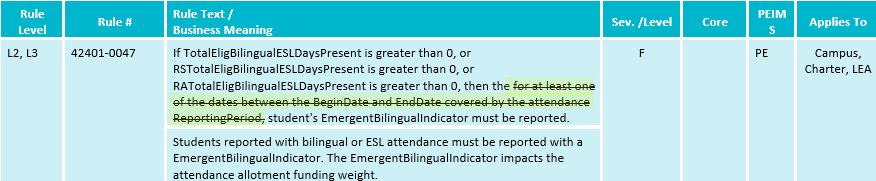 Rule Level
Rule #
Rule Text /
Business Meaning
Sev. /Level
Core
PEIM
S
Applies To
L2, L3
42401-0047
If TotalEligBilingualESLDaysPresent is greater than 0, or
RSTotalEligBilingualESLDaysPresent is greater than 0, or
RATotalEligBilingualESLDaysPresent is greater than 0, then the for at least one
of the dates between the BeginDate and EndDate covered by the attendance
ReportingPeriod, student's EmergentBilingualIndicator must be reported.
F
PE
Campus,
Charter, LEA
Students reported with bilingual or ESL attendance must be reported with a
EmergentBilingualIndicator. The EmergentBilingualIndicator impacts the
attendance allotment funding weight.